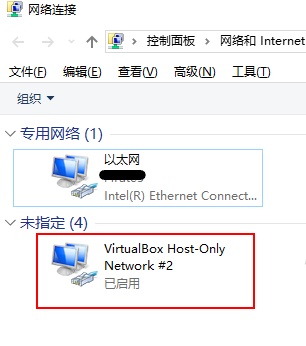 网络连接
控制面板 > 网络和 Internet
文件(F) 编辑(E) 查看(V) 高级(N) 工具(T)
组织
专用网络 (1)
以太网
Intel(R) Ethernet Connect...
未指定 (4)
VirtualBox Host-Only
Network #2
已启用